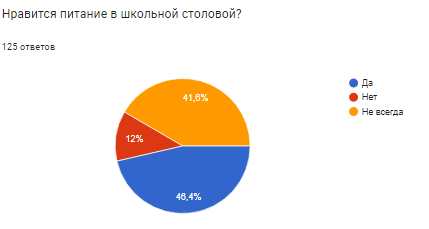 Нравится питание в школьной столовой?
125 ответов
41,6%
12%
46,4%
Да
Нет
Не всегда